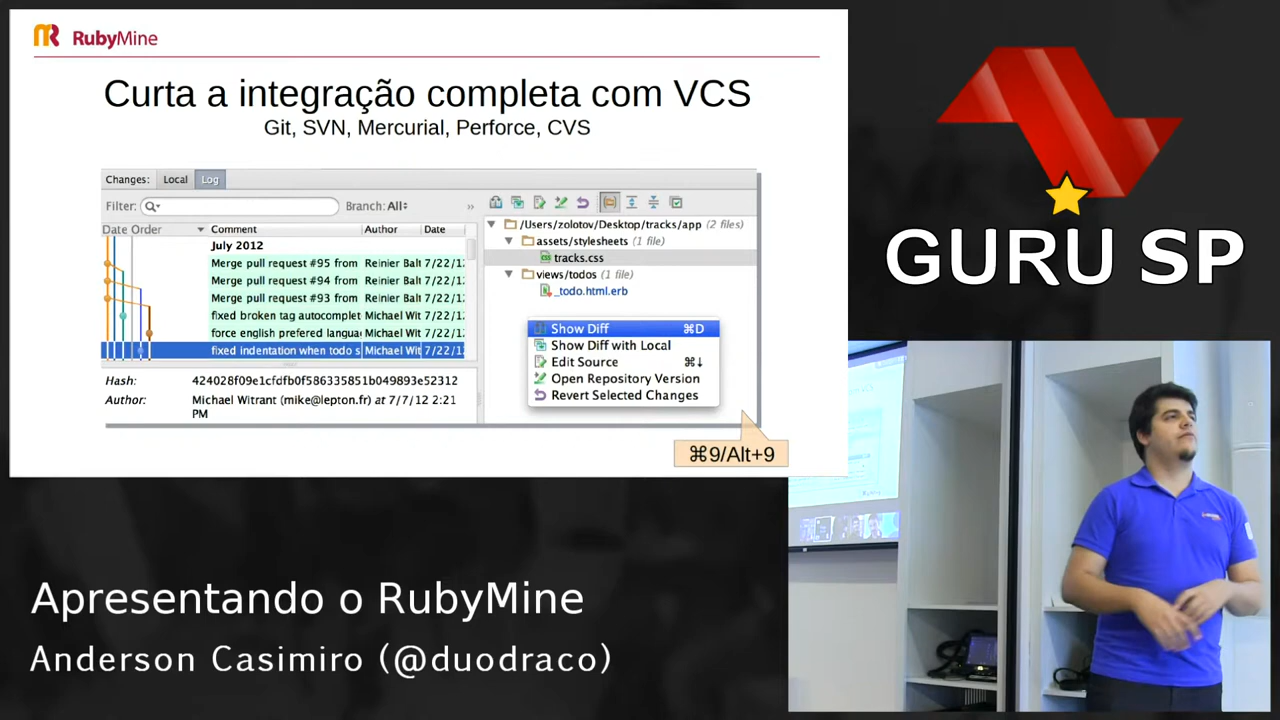 RubyMine
Curta a integração completa com VCS
Git, SVN, Mercurial, Perforce, CVS
Changes: Local Log
Filter: Branch: All
Date Order Comment Author Date
July 2012
Merge pull request #95 from Reinier Bal 7/22/1
Merge pull request #94 from Reinier Bal 7/22/1
Merge pull request #93 from Reinier Bal 7/22/1
fixed broken tag autocomplet Michael Wit 7/22/1
force english prefered langua Michael Wit 7/22/1
fixed indentation when todo s Michael Wit 7/22/1
Hash: 424028f09e1cfdfb0f586335851b049893e52312
Author: Michael Witrant (mike@lepton.fr) at 7/7/12 2:21
PM
/Users/zolotov/Desktop/tracks/app (2 files)
assets/stylesheets (1 file)
tracks.css
views/todos (1 file)
_todo.html.erb
Show Diff ⌘D
Show Diff with Local
Edit Source ⌘↓
Open Repository Version
Revert Selected Changes
⌘9/Alt+9
GURU SP
Apresentando o RubyMine
Anderson Casimiro (@duodraco)